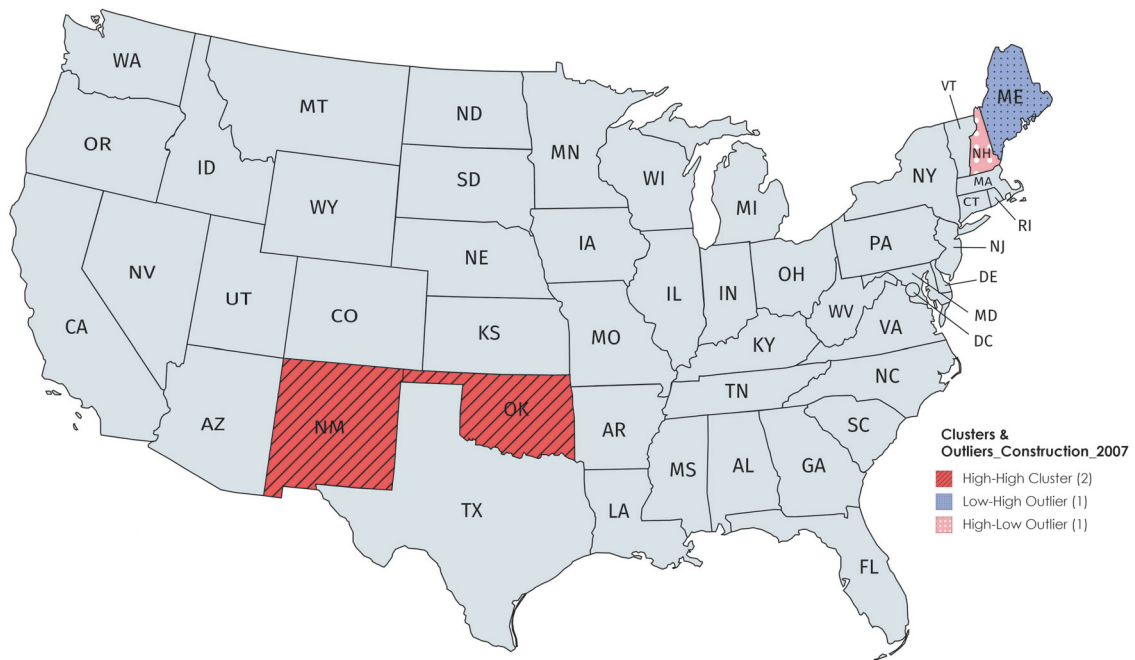 WA
MT
ND
MN
VT
ME
OR
ID
SD
WI
NH
NY
MA
WY
MI
CT
RI
IA
PA
NJ
NE
NV
OH
DE
UT
IL
IN
CO
WV
MD
CA
KS
MO
VA
DC
KY
NC
TN
OK
AZ
NM
AR
SC
MS
AL
GA
TX
LA
FL
Clusters &
Outliers_Construction_2007
High-High Cluster (2)
Low-High Outlier (1)
High-Low Outlier (1)